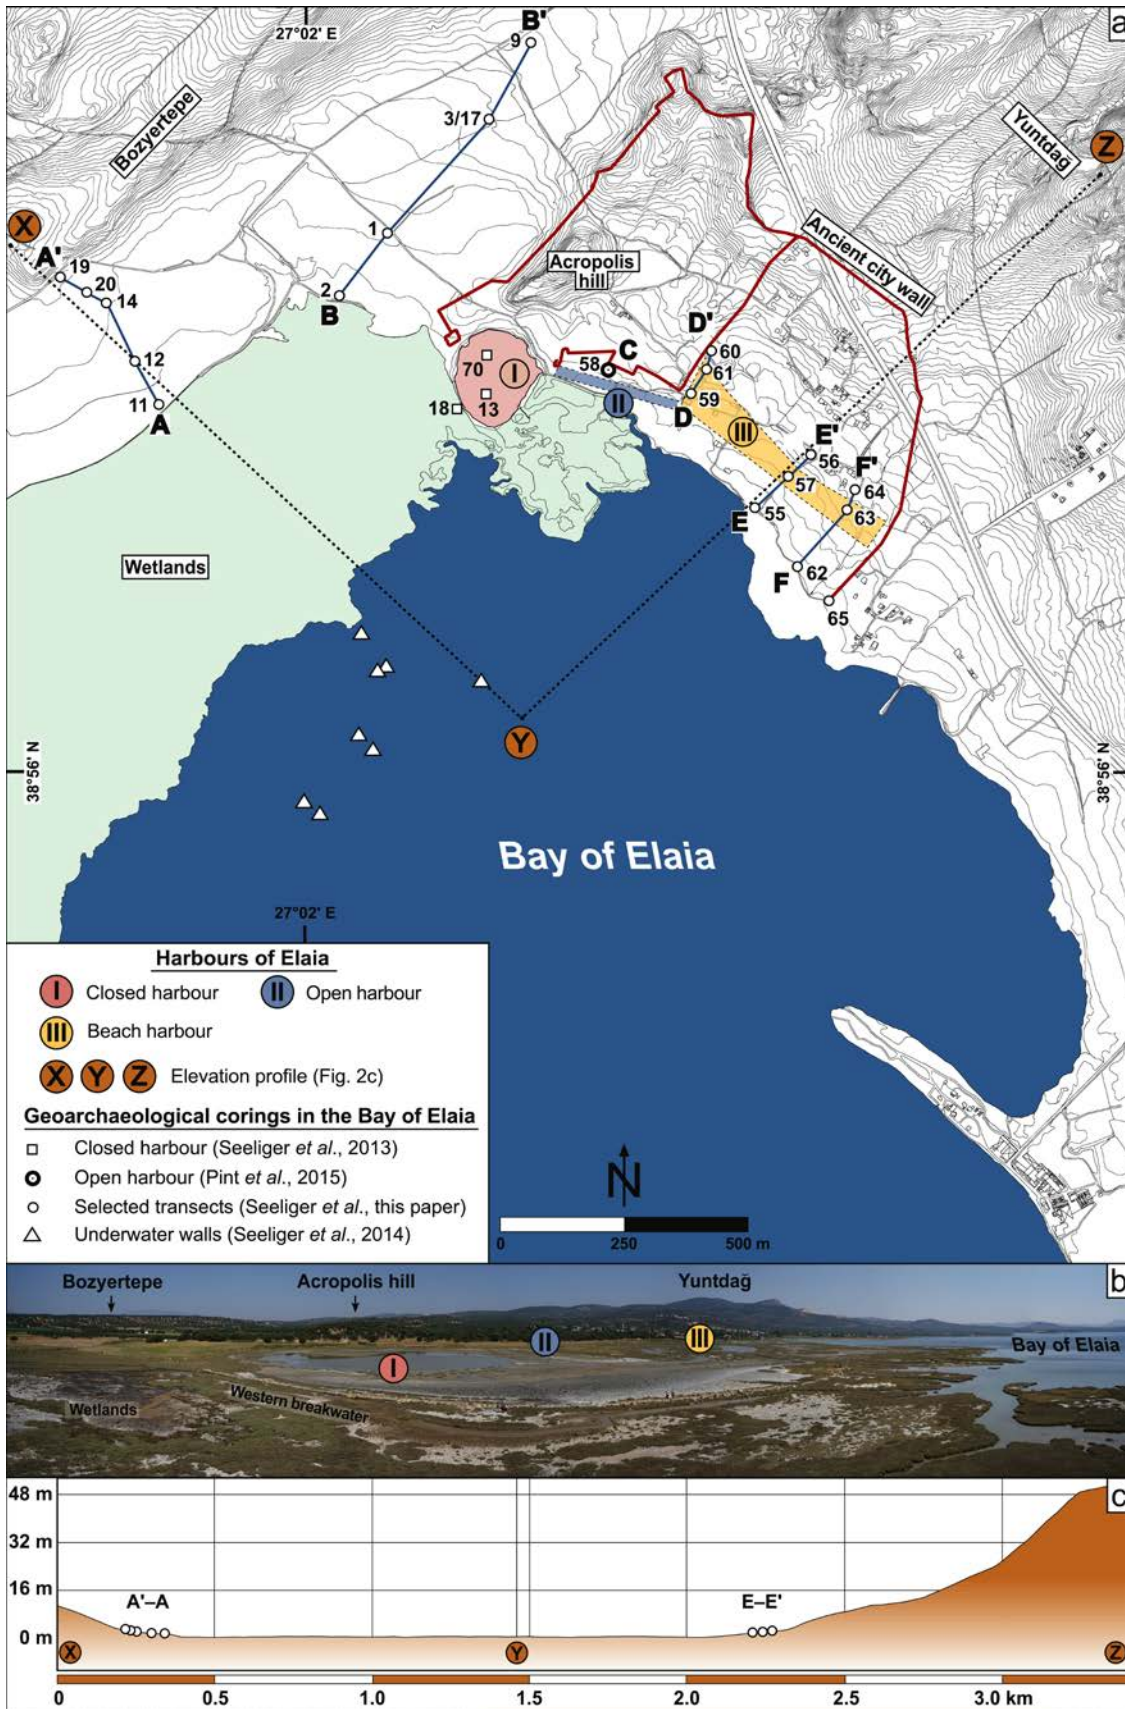 a
27°02' E
B'
9
3/17
Bozyertepe
Yuntdağ
Z
X
A'
19
20
14
1
2
B
12
11
A
Acropolis
hill
Ancient city wall
D'
60
61
59
D
C
58
70
I
13
18
II
III
E'
56
57
E
55
F'
64
63
F
62
65
Wetlands
Y
38°56' N
38°56' N
Bay of Elaia
27°02' E
Harbours of Elaia
I Closed harbour
II Open harbour
III Beach harbour
X Y Z Elevation profile (Fig. 2c)
Geoarchaeological corings in the Bay of Elaia
Closed harbour (Seeliger et al., 2013)
Open harbour (Pint et al., 2015)
Selected transects (Seeliger et al., this paper)
Underwater walls (Seeliger et al., 2014)
N
0 250 500 m
b
Bozyertepe
Acropolis hill
Yuntdağ
I
II
III
Bay of Elaia
Wetlands
Western breakwater
c
48 m
32 m
16 m
0 m
A'–A
E–E'
X
Y
Z
0 0.5 1.0 1.5 2.0 2.5 3.0 km